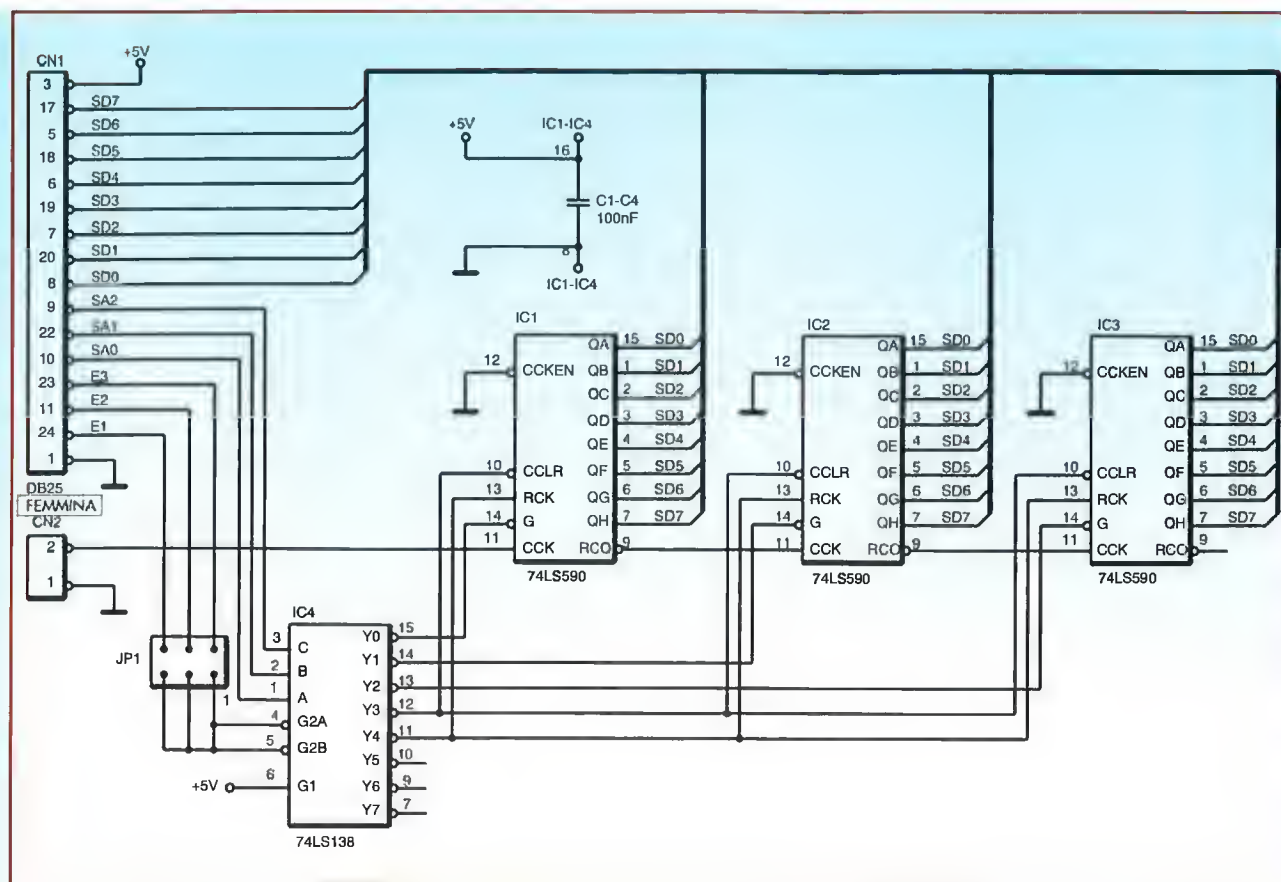 CN1
+5V
3
17 SD7
5 SD6
18 SD5
6 SD4
19 SD3
7 SD2
20 SD1
8 SD0
9 SA2
22 SA1
10 SA0
23 E3
11 E2
24 E1
1
DB25
FEMMINA
CN2
2
1
+5V
IC1-IC4
16
C1-C4
100nF
8
IC1-IC4
IC1
12 CCKEN
10 CCLR
13 RCK
14 G
11 CCK
QA 15 SD0
QB 1 SD1
QC 2 SD2
QD 3 SD3
QE 4 SD4
QF 5 SD5
QG 6 SD6
QH 7 SD7
RCO 9
74LS590
IC2
12 CCKEN
10 CCLR
13 RCK
14 G
11 CCK
QA 15 SD0
QB 1 SD1
QC 2 SD2
QD 3 SD3
QE 4 SD4
QF 5 SD5
QG 6 SD6
QH 7 SD7
RCO 9
74LS590
IC3
12 CCKEN
10 CCLR
13 RCK
14 G
11 CCK
QA 15 SD0
QB 1 SD1
QC 2 SD2
QD 3 SD3
QE 4 SD4
QF 5 SD5
QG 6 SD6
QH 7 SD7
RCO 9
74LS590
JP1
1
IC4
3 C
2 B
1 A
4 G2A
5 G2B
+5V 6 G1
Y0 15
Y1 14
Y2 13
Y3 12
Y4 11
Y5 10
Y6 9
Y7 7
74LS138